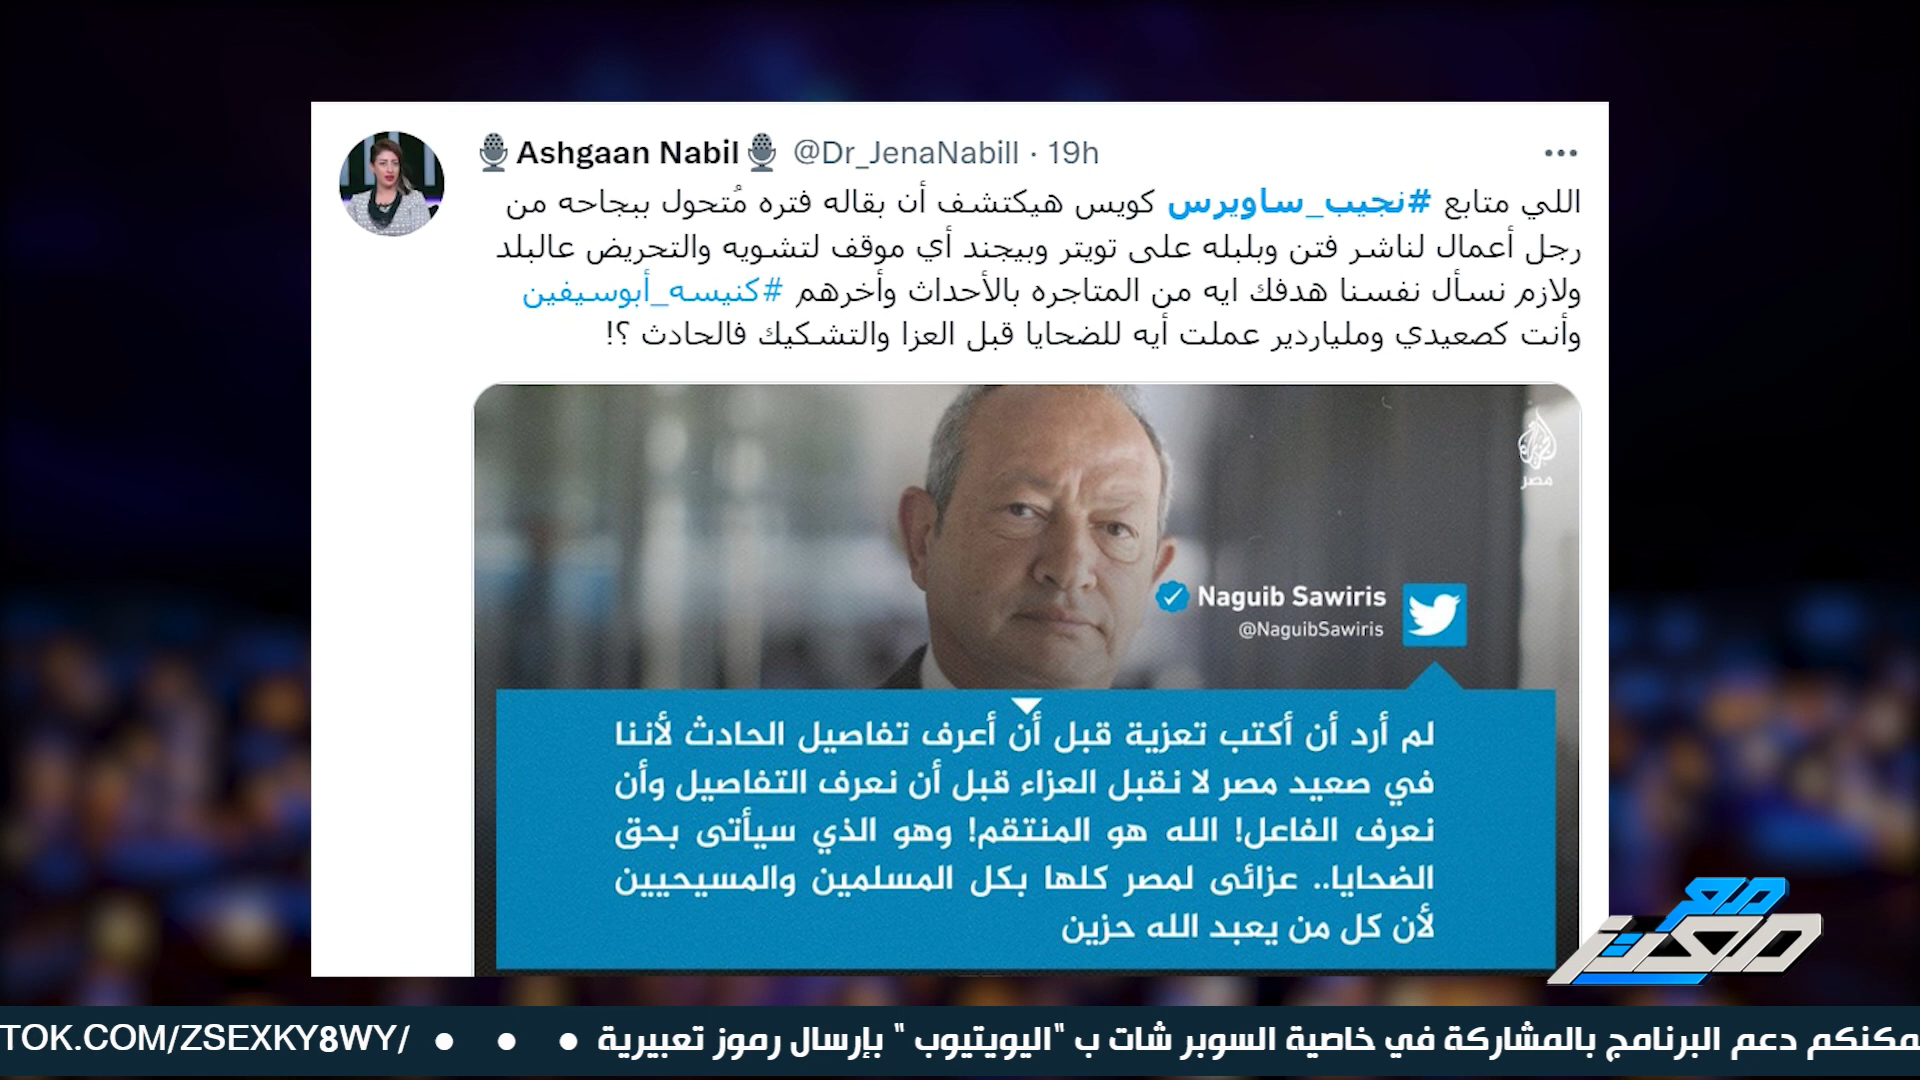 Ashgaan Nabil @Dr_JenaNabill · 19h
اللي متابع #نجيب_ساويرس كويس هيكتشف أن بقاله فتره مُتحول ببجاحه من
رجل أعمال لناشر فتن وبلبله على تويتر وبيجند أي موقف لتشويه والتحريض عالبلد
ولازم نسأل نفسنا هدفك ايه من المتاجره بالأحداث وأخرهم #كنيسه_أبوسيفين
وأنت كصعيدي وملياردير عملت أيه للضحايا قبل العزا والتشكيك فالحادث ؟!
الجزيرة
مصر
Naguib Sawiris
@NaguibSawiris
لم أرد أن أكتب تعزية قبل أن أعرف تفاصيل الحادث لأننا
في صعيد مصر لا نقبل العزاء قبل أن نعرف التفاصيل وأن
نعرف الفاعل! الله هو المنتقم! وهو الذي سيأتى بحق
الضحايا.. عزائى لمصر كلها بكل المسلمين والمسيحيين
لأن كل من يعبد الله حزين
مع
معتز
مكنكم دعم البرنامج بالمشاركة في خاصية السوبر شات ب "اليويتيوب " بإرسال رموز تعبيرية ● ● ● TOK.COM/ZSEXKY8WY/